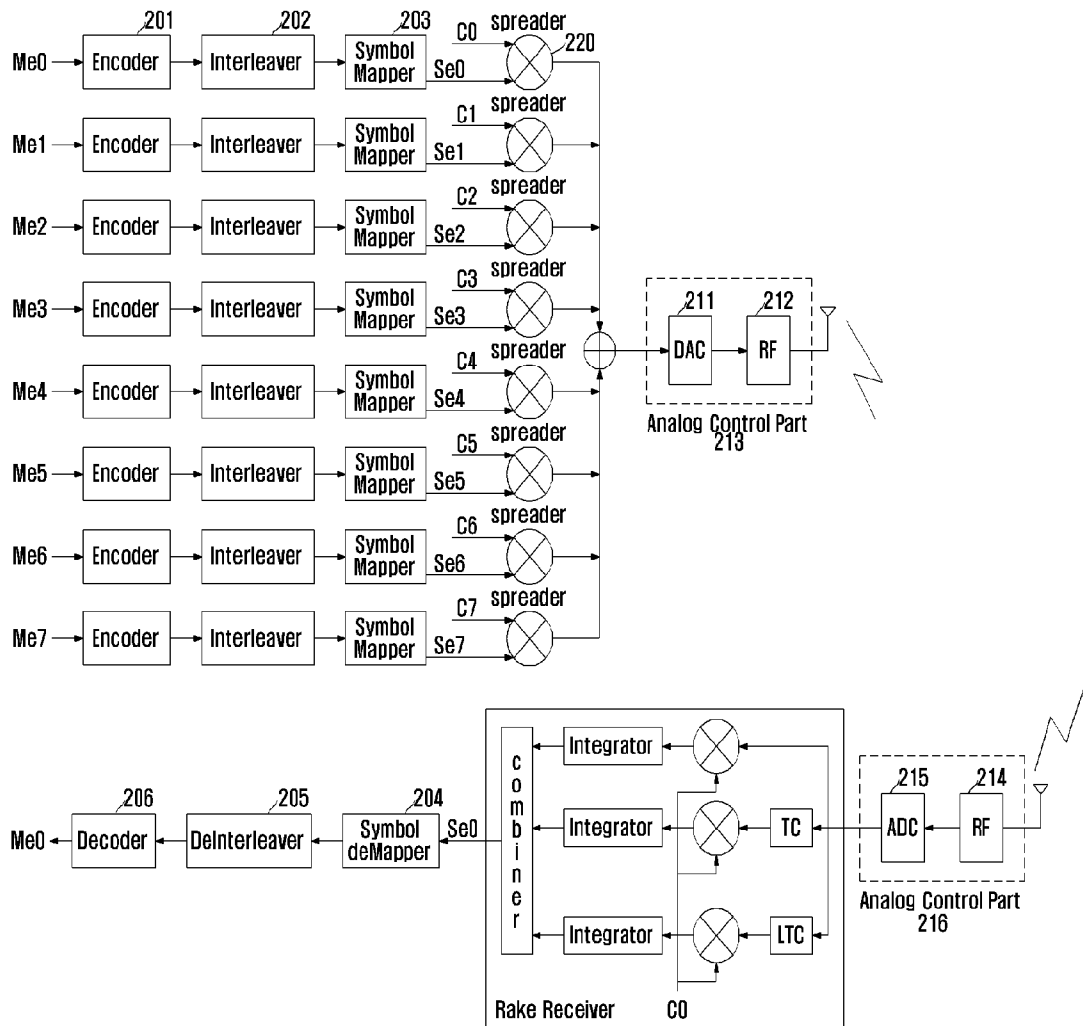 201 202 203 C0 spreader 220
Me0 Encoder Interleaver Symbol Mapper Se0
C1 spreader
Me1 Encoder Interleaver Symbol Mapper Se1
C2 spreader
Me2 Encoder Interleaver Symbol Mapper Se2
C3 spreader
Me3 Encoder Interleaver Symbol Mapper Se3
211 212
DAC RF
Analog Control Part
213
C4 spreader
Me4 Encoder Interleaver Symbol Mapper Se4
C5 spreader
Me5 Encoder Interleaver Symbol Mapper Se5
C6 spreader
Me6 Encoder Interleaver Symbol Mapper Se6
C7 spreader
Me7 Encoder Interleaver Symbol Mapper Se7
206 205 204
Me0 Decoder DeInterleaver Symbol deMapper Se0
combiner
Integrator
Integrator TC
Integrator LTC
Rake Receiver C0
215 214
ADC RF
Analog Control Part
216